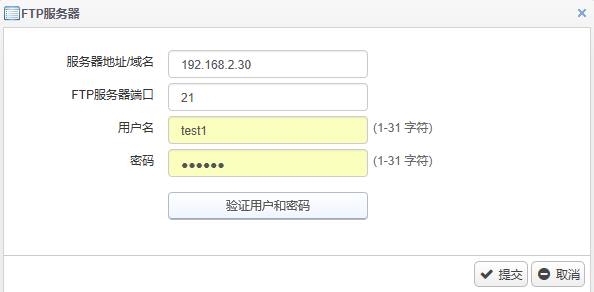 FTP服务器
服务器地址/域名 192.168.2.30
FTP服务器端口 21
用户名 test1 (1-31 字符)
密码 ●●●●●● (1-31 字符)
验证用户和密码
提交 取消